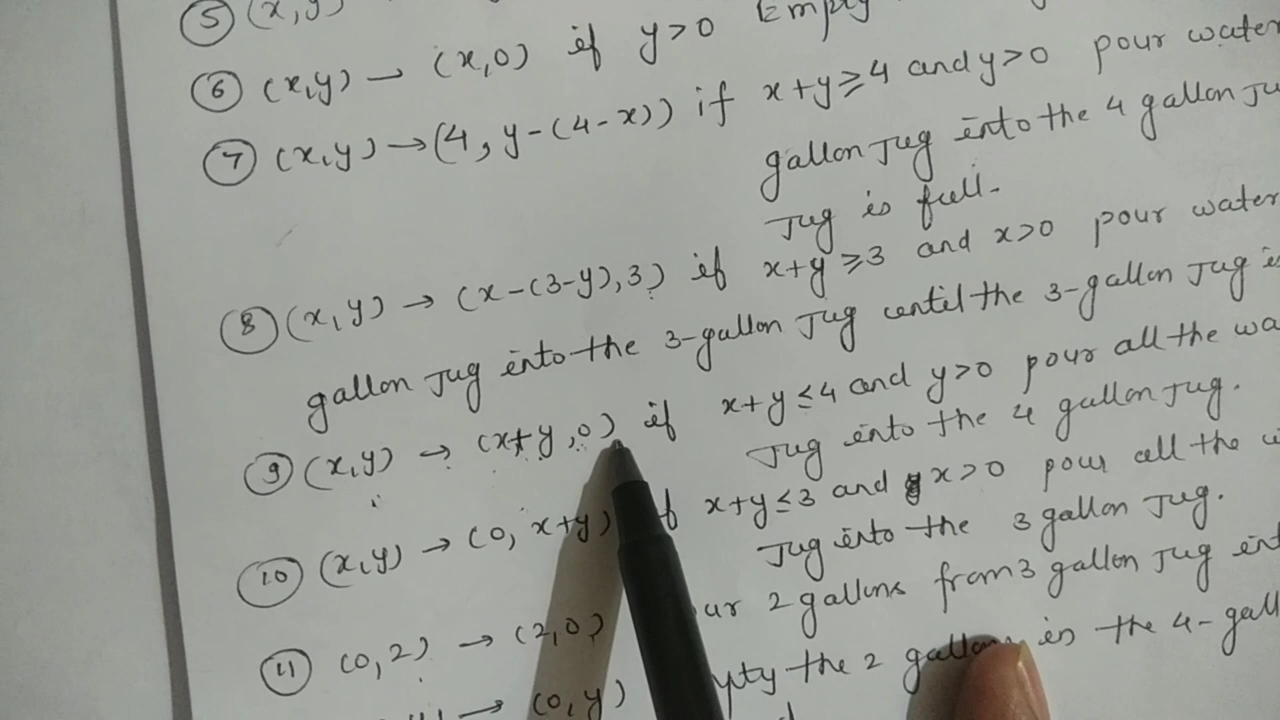 ⑤ (x,y)
⑥ (x,y) → (x,0) if y>0 Empty
⑦ (x,y) → (4, y-(4-x)) if x+y≥4 and y>0 pour water
gallon Jug into the 4 gallon Ju
Jug is full.
⑧ (x,y) → (x-(3-y),3) if x+y≥3 and x>0 pour water
gallon Jug into the 3-gallon Jug until the 3-gallon Jug is
⑨ (x,y) → (x+y,0) if x+y≤4 and y>0 pour all the wa
Jug into the 4 gallon Jug.
⑩ (x,y) → (0, x+y) if x+y≤3 and x>0 pour all the
Jug into the 3 gallon Jug.
⑪ (0,2) → (2,0) ur 2 gallons from 3 gallon Jug int
→ (0,y) pty the 2 gallon in the 4-gall